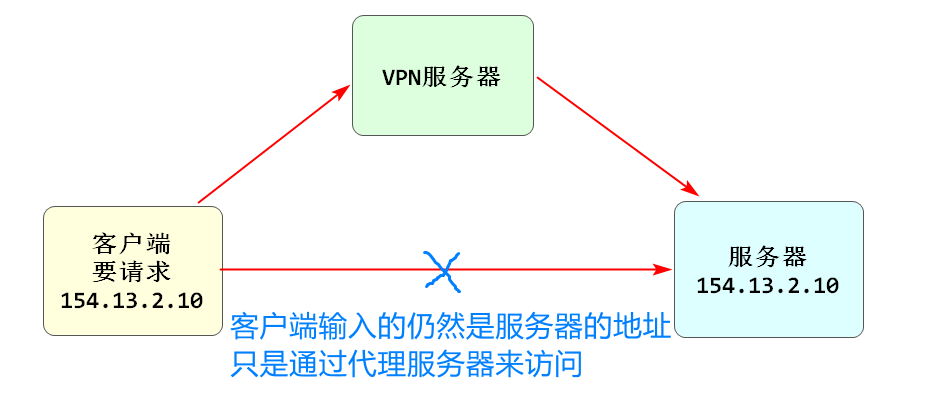 VPN服务器
客户端
要请求
154.13.2.10
服务器
154.13.2.10
客户端输入的仍然是服务器的地址
只是通过代理服务器来访问